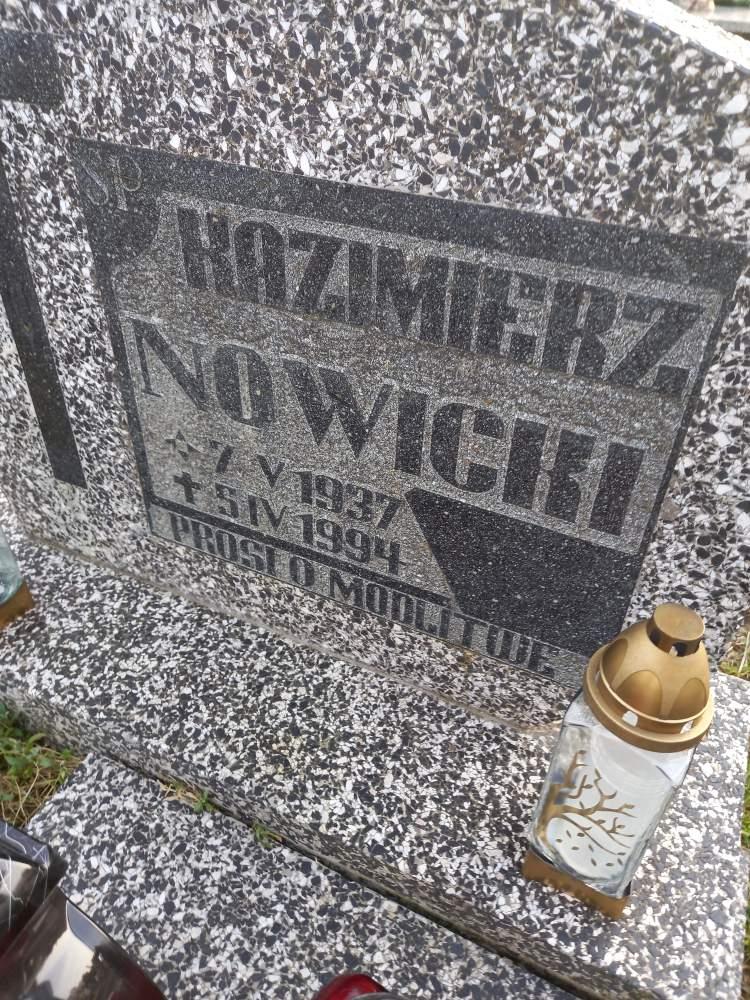 ŚP
KAZIMIERZ
NOWICKI
☆ 7 V 1937
✝ 5 IV 1994
PROSI O MODLITWĘ